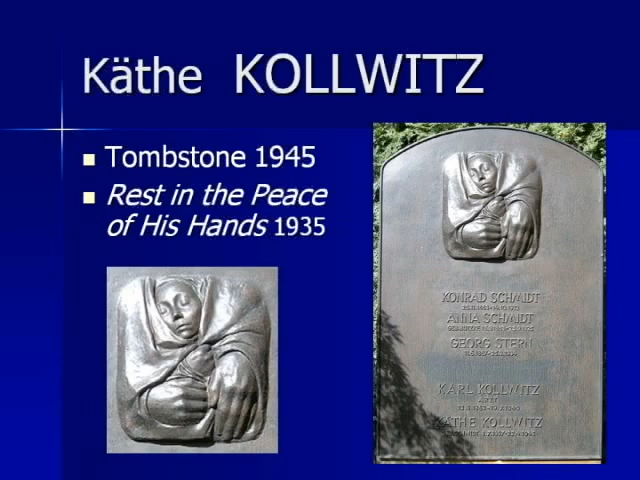 Käthe KOLLWITZ
Tombstone 1945
Rest in the Peace
of His Hands 1935
KONRAD SCHMIDT
ANNA SCHMIDT
GEORG STERN
KARL KOLLWITZ
ARZT
KÄTHE KOLLWITZ